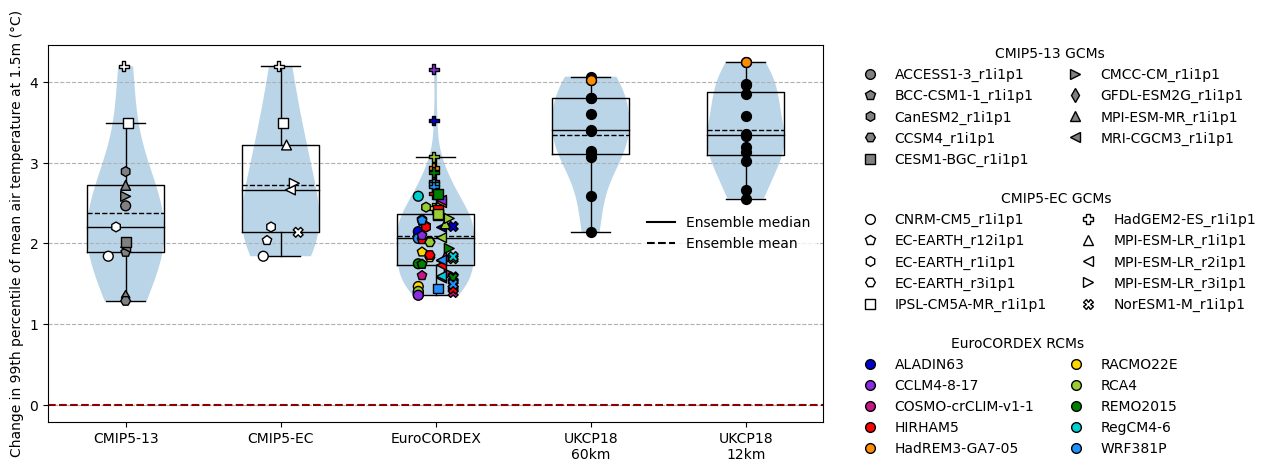 Change in 99th percentile of mean air temperature at 1.5m (°C)
4
3
2
1
0
CMIP5-13
CMIP5-EC
EuroCORDEX
UKCP18
60km
UKCP18
12km
Ensemble median
Ensemble mean
CMIP5-13 GCMs
ACCESS1-3_r1i1p1
BCC-CSM1-1_r1i1p1
CanESM2_r1i1p1
CCSM4_r1i1p1
CESM1-BGC_r1i1p1
CMCC-CM_r1i1p1
GFDL-ESM2G_r1i1p1
MPI-ESM-MR_r1i1p1
MRI-CGCM3_r1i1p1
CMIP5-EC GCMs
CNRM-CM5_r1i1p1
EC-EARTH_r12i1p1
EC-EARTH_r1i1p1
EC-EARTH_r3i1p1
IPSL-CM5A-MR_r1i1p1
HadGEM2-ES_r1i1p1
MPI-ESM-LR_r1i1p1
MPI-ESM-LR_r2i1p1
MPI-ESM-LR_r3i1p1
NorESM1-M_r1i1p1
EuroCORDEX RCMs
ALADIN63
CCLM4-8-17
COSMO-crCLIM-v1-1
HIRHAM5
HadREM3-GA7-05
RACMO22E
RCA4
REMO2015
RegCM4-6
WRF381P